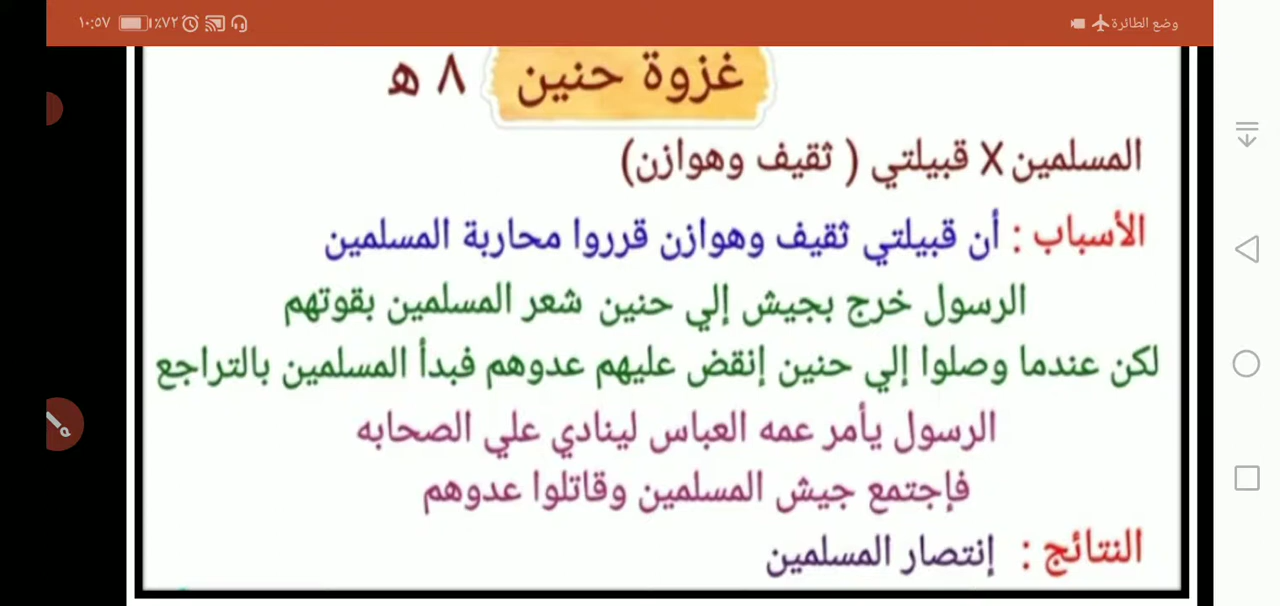 ١٠:٥٧ ٪٧٢ وضع الطائرة
غزوة حنين ٨ ه
المسلمين X قبيلتي ( ثقيف وهوازن)
الأسباب : أن قبيلتي ثقيف وهوازن قرروا محاربة المسلمين
الرسول خرج بجيش إلي حنين شعر المسلمين بقوتهم
لكن عندما وصلوا إلي حنين إنقض عليهم عدوهم فبدأ المسلمين بالتراجع
الرسول يأمر عمه العباس لينادي علي الصحابه
فإجتمع جيش المسلمين وقاتلوا عدوهم
النتائج : إنتصار المسلمين